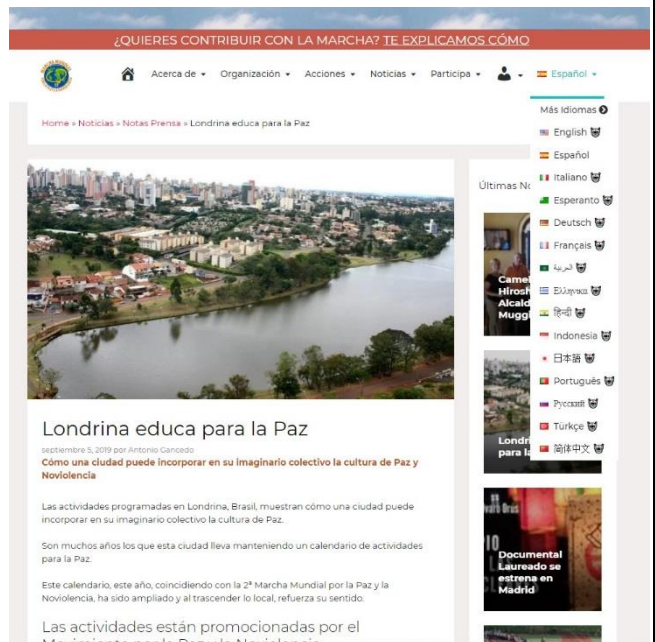 ¿QUIERES CONTRIBUIR CON LA MARCHA? TE EXPLICAMOS CÓMO
Acerca de Organización Acciones Noticias Participa Español
Más Idiomas
English
Español
Italiano
Esperanto
Deutsch
Français
العربية
Ελληνικα
हिन्दी
Indonesia
日本語
Português
Русский
Türkçe
简体中文
Home » Noticias » Notas Prensa » Londrina educa para la Paz
Londrina educa para la Paz
septiembre 5, 2019 por Antonio Gancedo
Cómo una ciudad puede incorporar en su imaginario colectivo la cultura de Paz y
Noviolencia
Las actividades programadas en Londrina, Brasil, muestran cómo una ciudad puede
incorporar en su imaginario colectivo la cultura de Paz.
Son muchos años los que esta ciudad lleva manteniendo un calendario de actividades
para la Paz.
Este calendario, este año, coincidiendo con la 2ª Marcha Mundial por la Paz y la
Noviolencia, ha sido ampliado y al trascender lo local, refuerza su sentido.
Las actividades están promocionadas por el
Movimiento por la Paz y la Noviolencia
Últimas
Documental
Laureado se
estrena en
Madrid